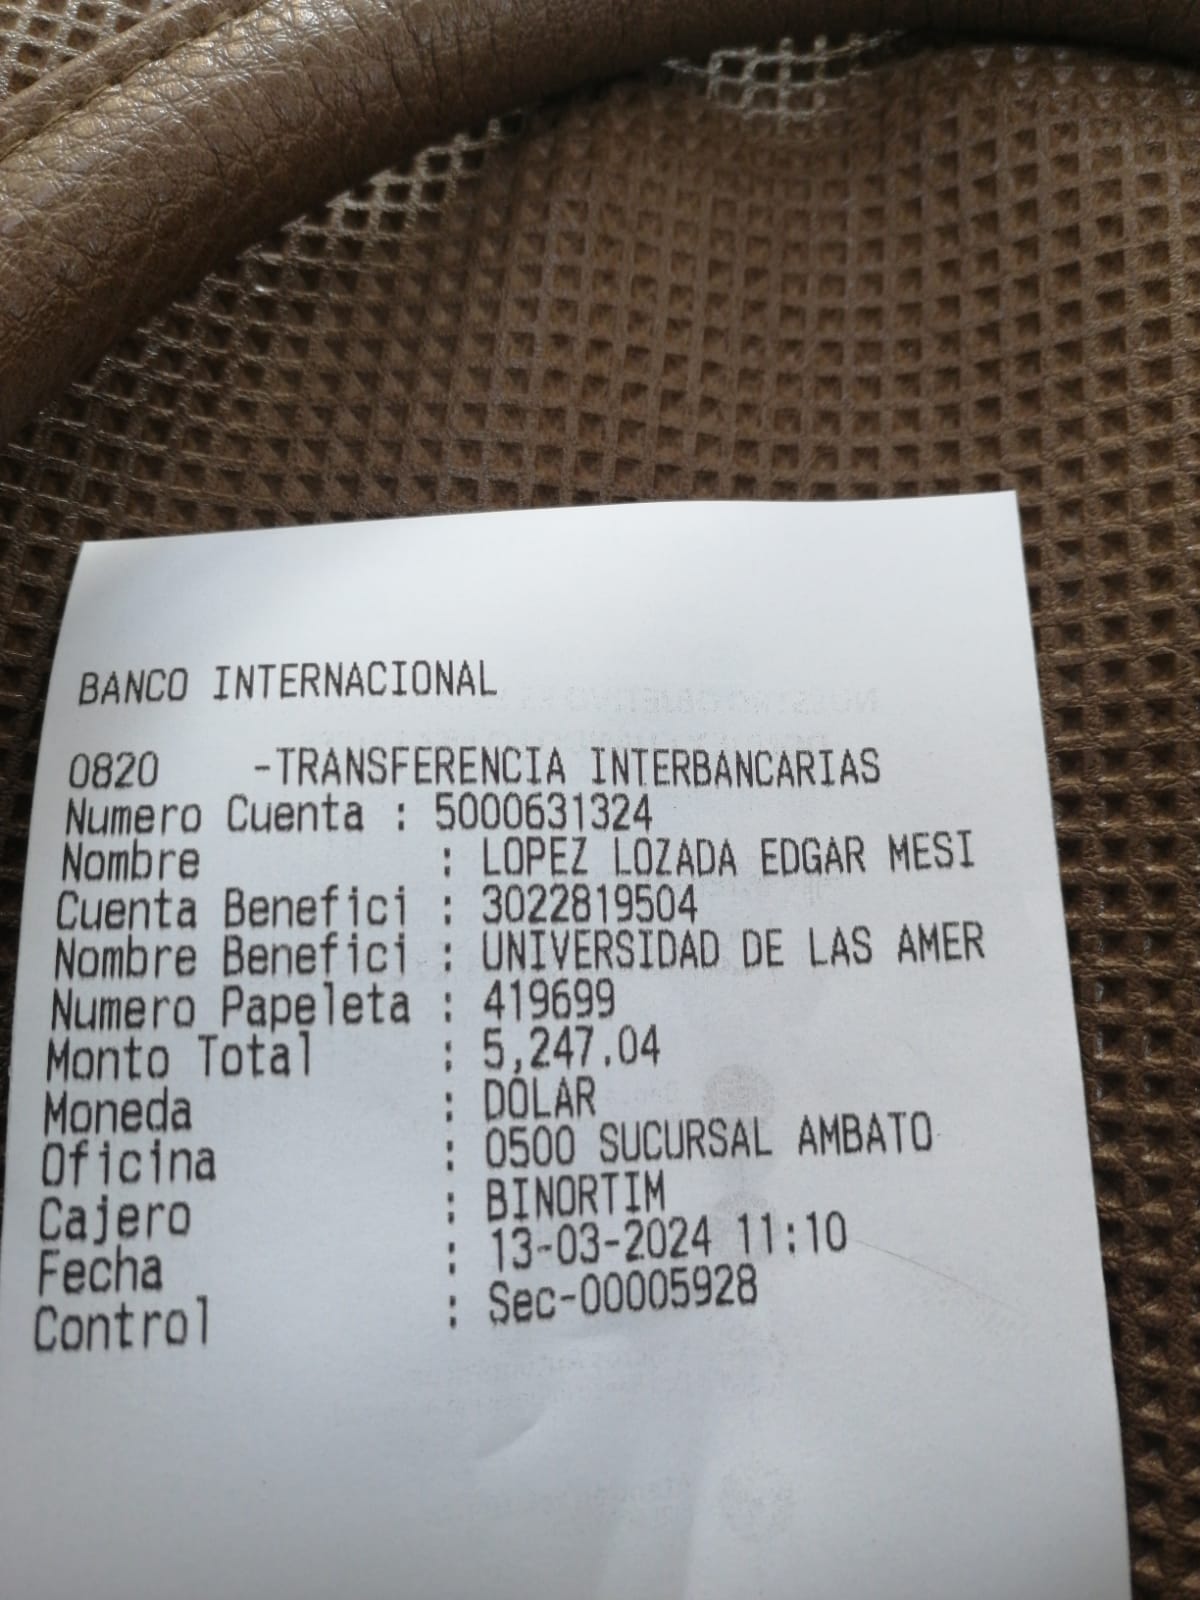 BANCO INTERNACIONAL
0820 -TRANSFERENCIA INTERBANCARIAS
Numero Cuenta : 5000631324
Nombre : LOPEZ LOZADA EDGAR MESI
Cuenta Benefici : 3022819504
Nombre Benefici : UNIVERSIDAD DE LAS AMER
Numero Papeleta : 419699
Monto Total : 5,247.04
Moneda : DOLAR
Oficina : 0500 SUCURSAL AMBATO
Cajero : BINORTIM
Fecha : 13-03-2024 11:10
Control : Sec-00005928